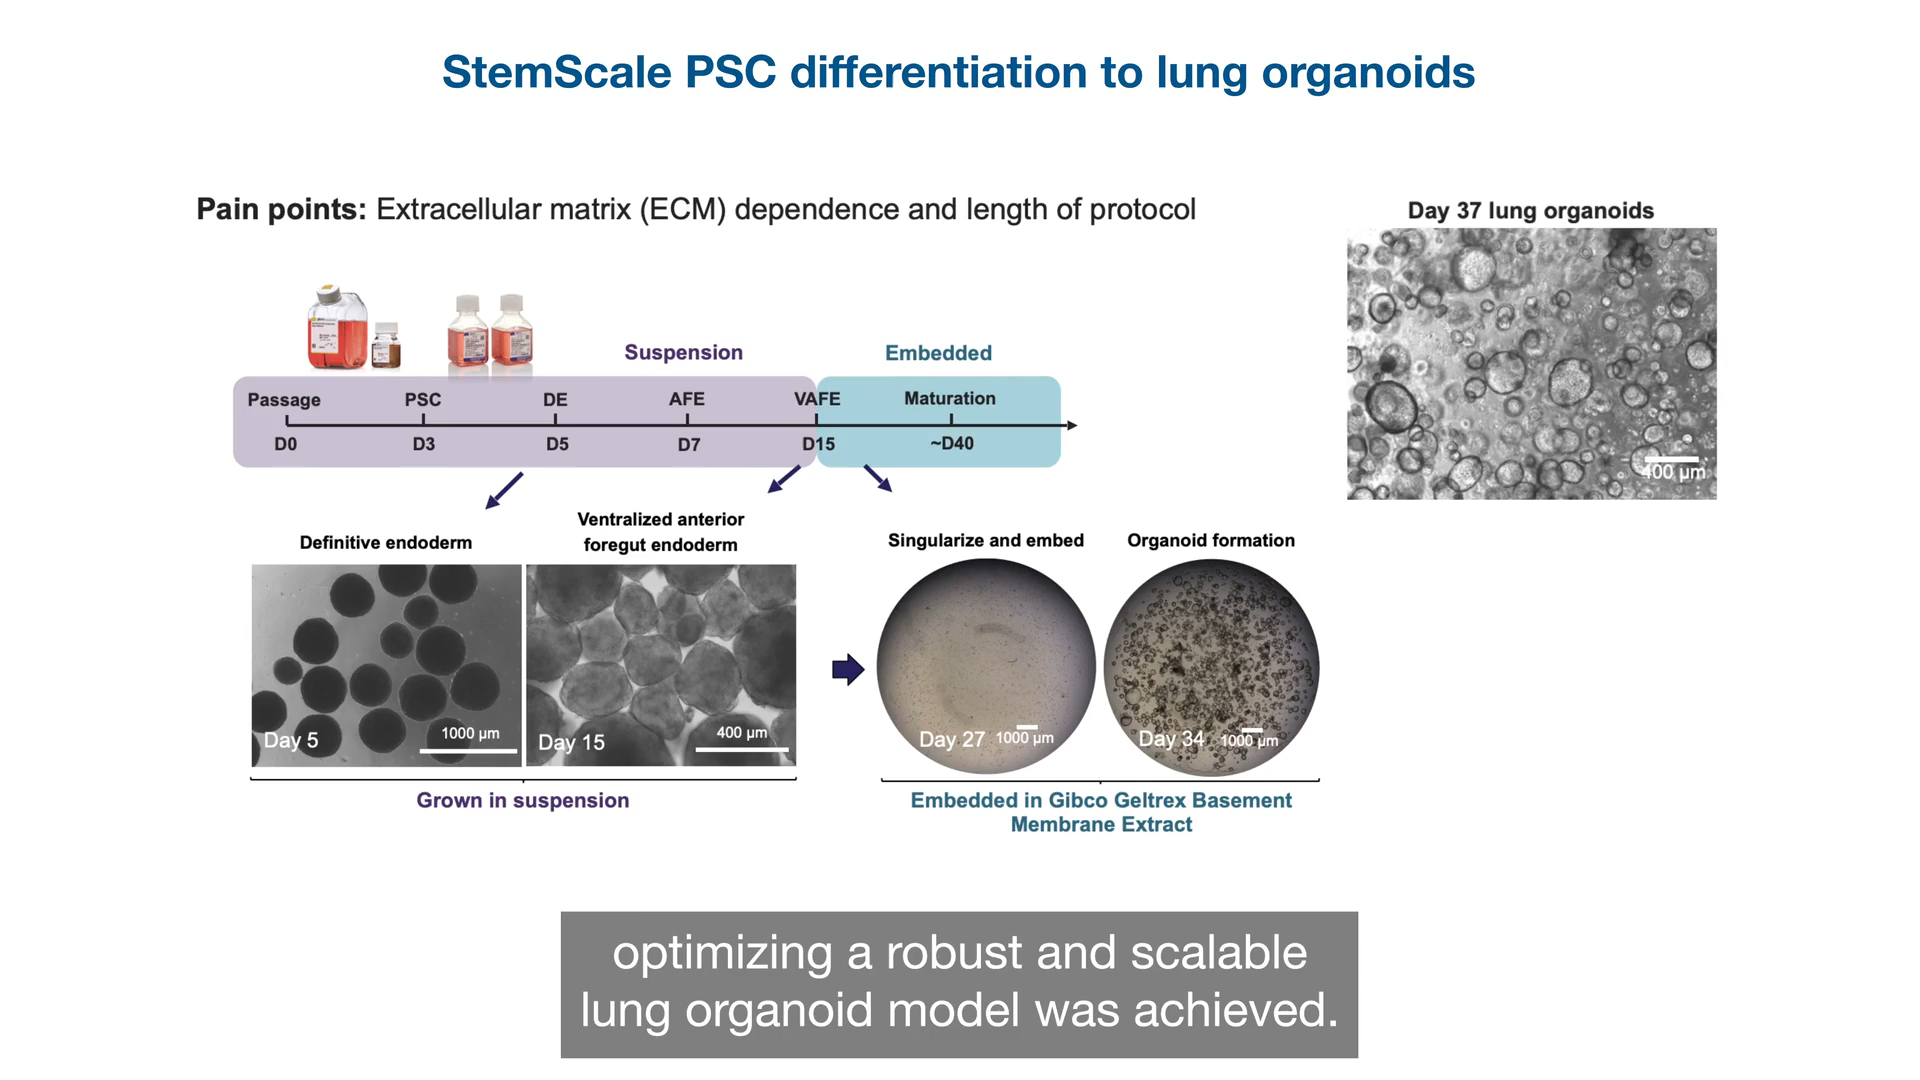 StemScale PSC differentiation to lung organoids
Pain points: Extracellular matrix (ECM) dependence and length of protocol
Day 37 lung organoids
400 µm
Suspension
Embedded
Passage
PSC
DE
AFE
VAFE
Maturation
D0
D3
D5
D7
D15
~D40
Definitive endoderm
Ventralized anterior
foregut endoderm
Singularize and embed
Organoid formation
Day 5
1000 µm
Day 15
400 µm
Day 27
1000 µm
Day 34
1000 µm
Grown in suspension
Embedded in Gibco Geltrex Basement
Membrane Extract
optimizing a robust and scalable
lung organoid model was achieved.